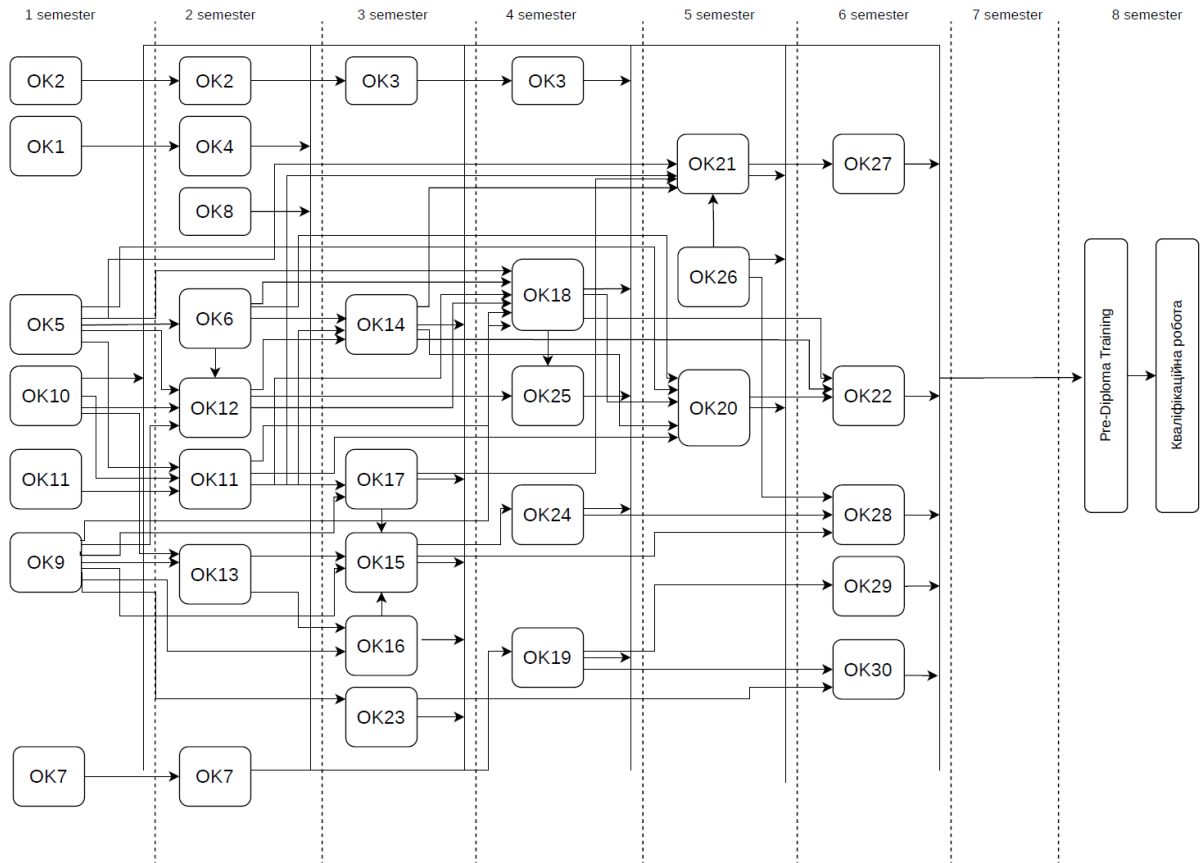 1 semester
2 semester
3 semester
4 semester
5 semester
6 semester
7 semester
8 semester
OK2
OK2
OK3
OK3
OK1
OK4
OK21
OK27
OK8
OK26
OK5
OK6
OK14
OK18
OK10
OK12
OK25
OK20
OK22
OK11
OK11
OK17
OK24
OK28
OK9
OK13
OK15
OK29
OK16
OK19
OK30
OK23
OK7
OK7
Pre-Diploma Training
Кваліфікаційна робота